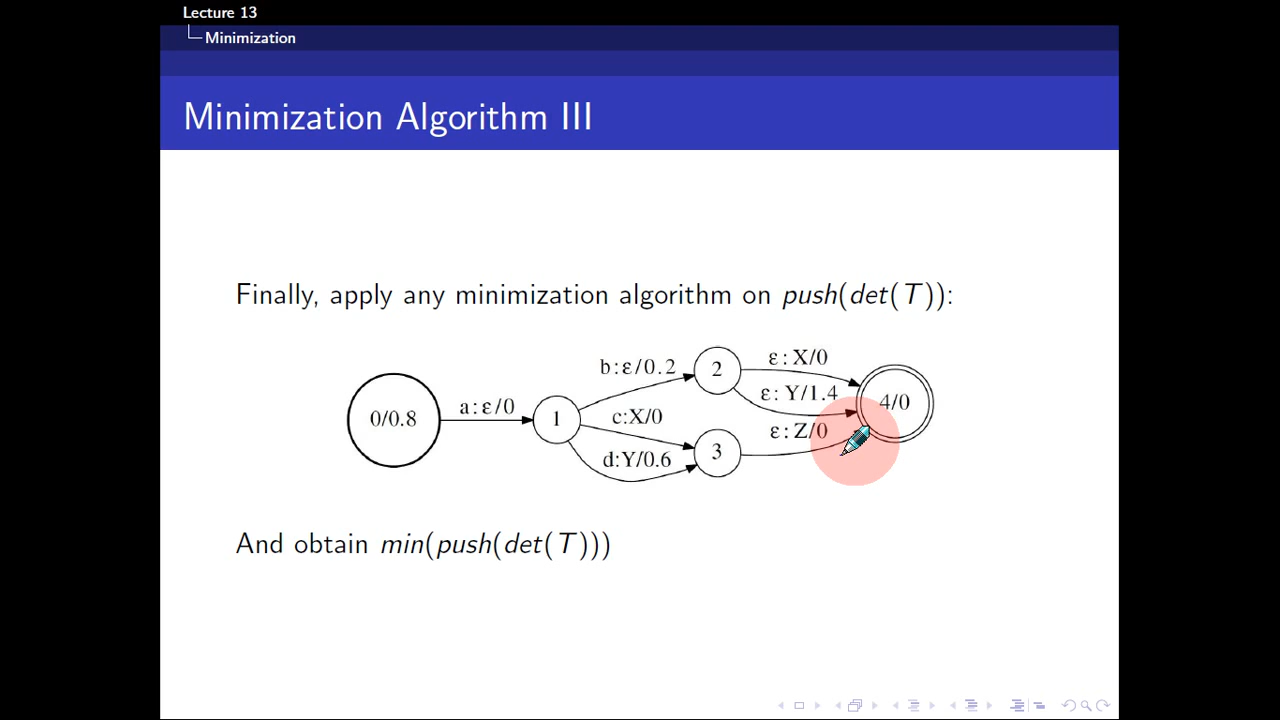 Lecture 13
Minimization
Minimization Algorithm III
Finally, apply any minimization algorithm on push(det(T)):
0/0.8
a:ε/0
1
b:ε/0.2
c:X/0
d:Y/0.6
2
3
ε:X/0
ε:Y/1.4
ε:Z/0
4/0
And obtain min(push(det(T)))